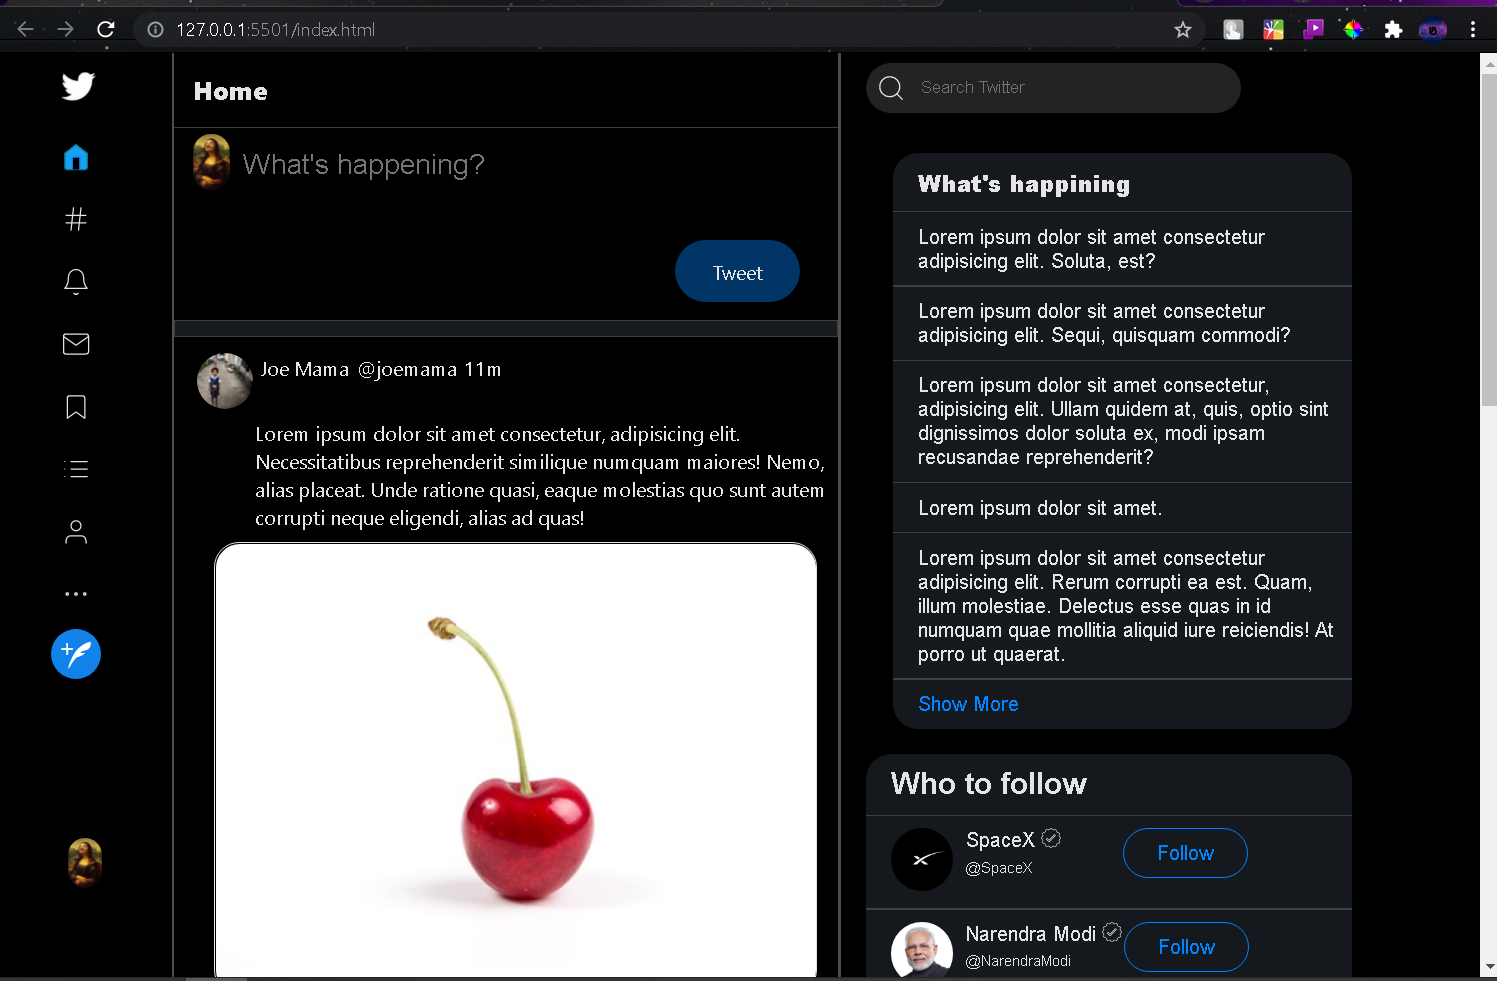 127.0.0.1:5501/index.html
Home
What's happening?
Tweet
Joe Mama @joemama 11m
Lorem ipsum dolor sit amet consectetur, adipisicing elit.
Necessitatibus reprehenderit similique numquam maiores! Nemo,
alias placeat. Unde ratione quasi, eaque molestias quo sunt autem
corrupti neque eligendi, alias ad quas!
Search Twitter
What's happining
Lorem ipsum dolor sit amet consectetur
adipisicing elit. Soluta, est?
Lorem ipsum dolor sit amet consectetur
adipisicing elit. Sequi, quisquam commodi?
Lorem ipsum dolor sit amet consectetur,
adipisicing elit. Ullam quidem at, quis, optio sint
dignissimos dolor soluta ex, modi ipsam
recusandae reprehenderit?
Lorem ipsum dolor sit amet.
Lorem ipsum dolor sit amet consectetur
adipisicing elit. Rerum corrupti ea est. Quam,
illum molestiae. Delectus esse quas in id
numquam quae mollitia aliquid iure reiciendis! At
porro ut quaerat.
Show More
Who to follow
SpaceX
@SpaceX
Follow
Narendra Modi
@NarendraModi
Follow